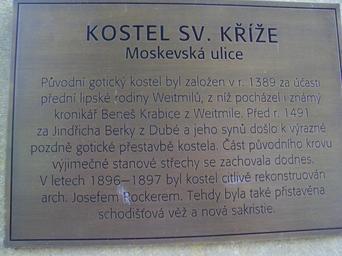 KOSTEL SV. KŘÍŽE
Moskevská ulice
Původní gotický kostel byl založen v r. 1389 za účasti
přední lipské rodiny Weitmilů, z níž pocházel i známý
kronikář Beneš Krabice z Weitmile. Před r. 1491
za Jindřicha Berky z Dubé a jeho synů došlo k výrazné
pozdně gotické přestavbě kostela. Část původního krovu
výjimečné stanové střechy se zachovala dodnes.
V letech 1896–1897 byl kostel citlivě rekonstruován
arch. Josefem Mockerem. Tehdy byla také přistavěna
schodišťová věž a nová sakristie.